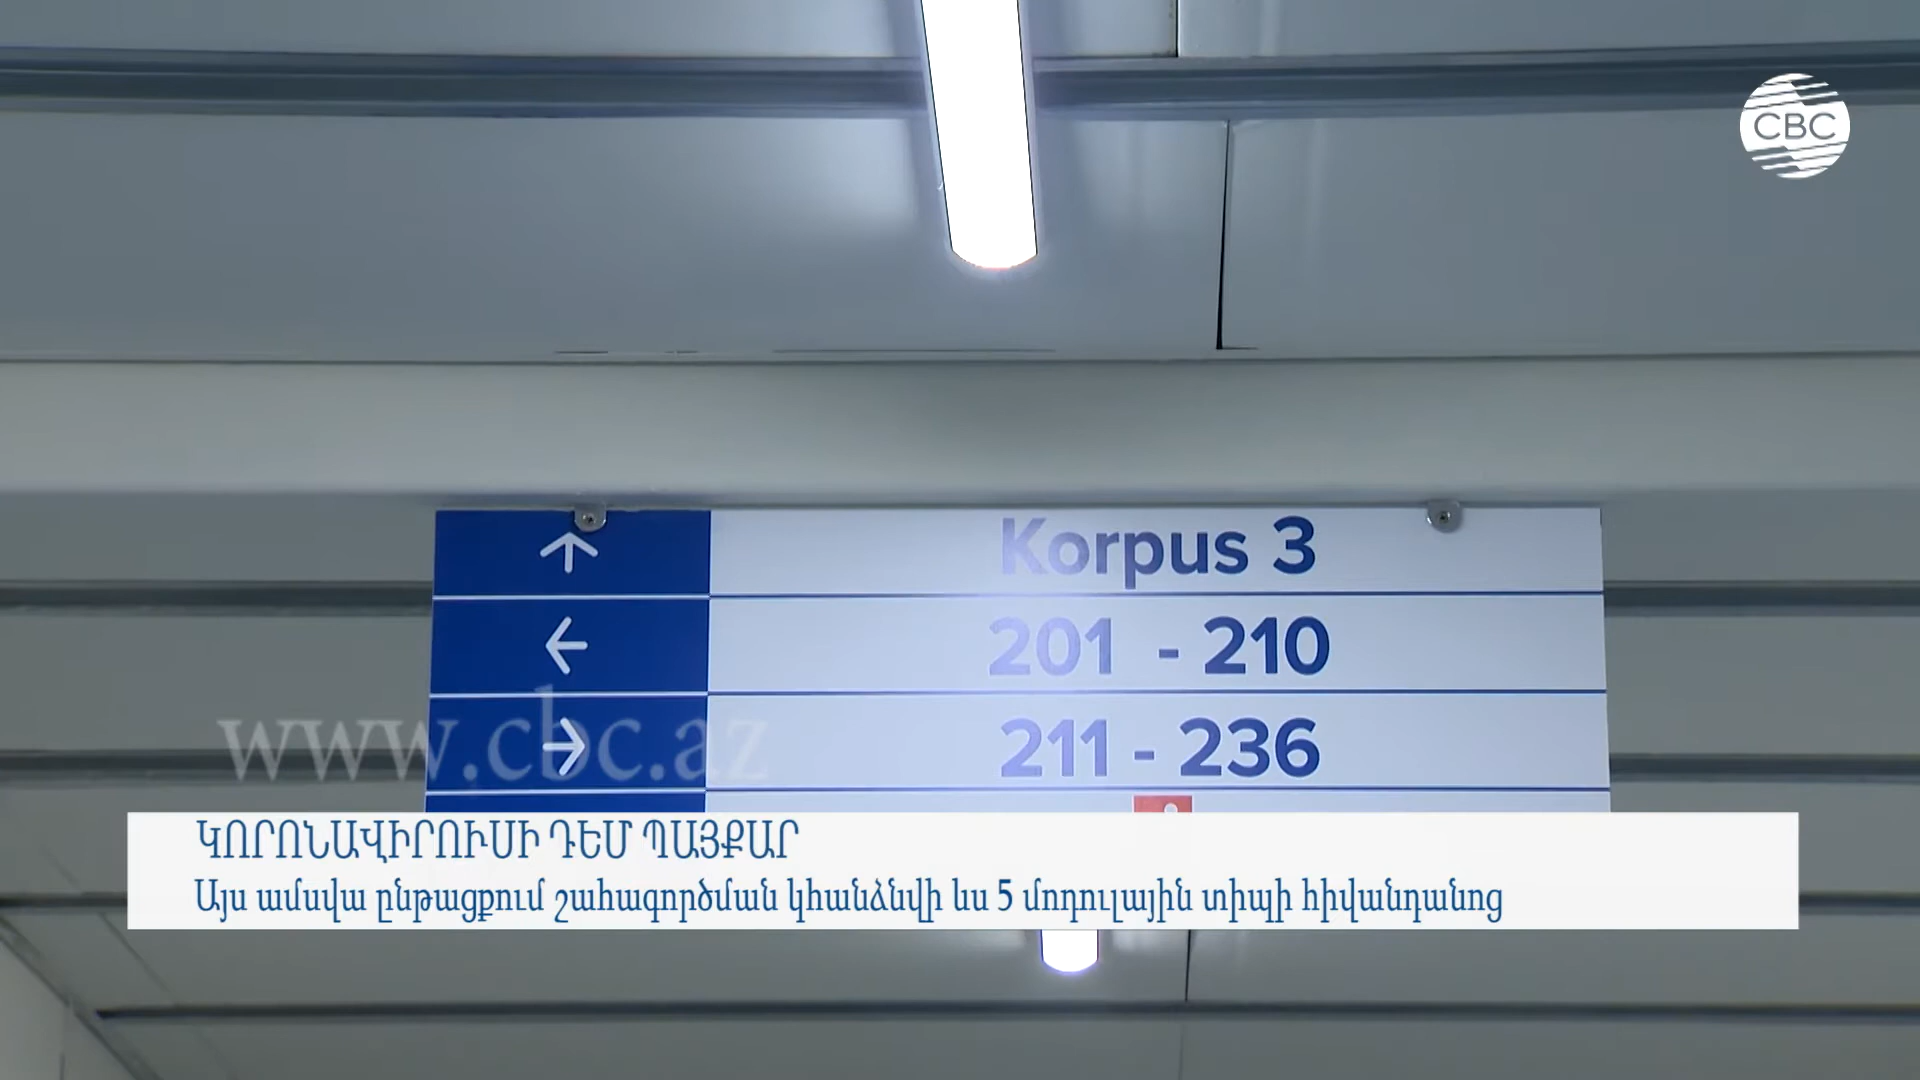 CBC
Korpus 3
201 - 210
211 - 236
www.cbc.az
ԿՈՐՈՆԱՎԻՐՈՒՍԻ ԴԵՄ ՊԱՅՔԱՐ
Այս ամսվա ընթացքում շահագործման կհանձնվի ևս 5 մոդուլային տիպի հիվանդանոց